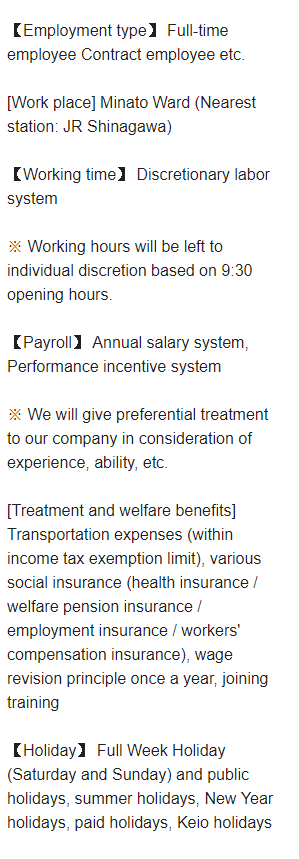 【Employment type】 Full-time
employee Contract employee etc.
[Work place] Minato Ward (Nearest
station: JR Shinagawa)
【Working time】 Discretionary labor
system
※ Working hours will be left to
individual discretion based on 9:30
opening hours.
【Payroll】 Annual salary system,
Performance incentive system
※ We will give preferential treatment
to our company in consideration of
experience, ability, etc.
[Treatment and welfare benefits]
Transportation expenses (within
income tax exemption limit), various
social insurance (health insurance /
welfare pension insurance /
employment insurance / workers'
compensation insurance), wage
revision principle once a year, joining
training
【Holiday】 Full Week Holiday
(Saturday and Sunday) and public
holidays, summer holidays, New Year
holidays, paid holidays, Keio holidays